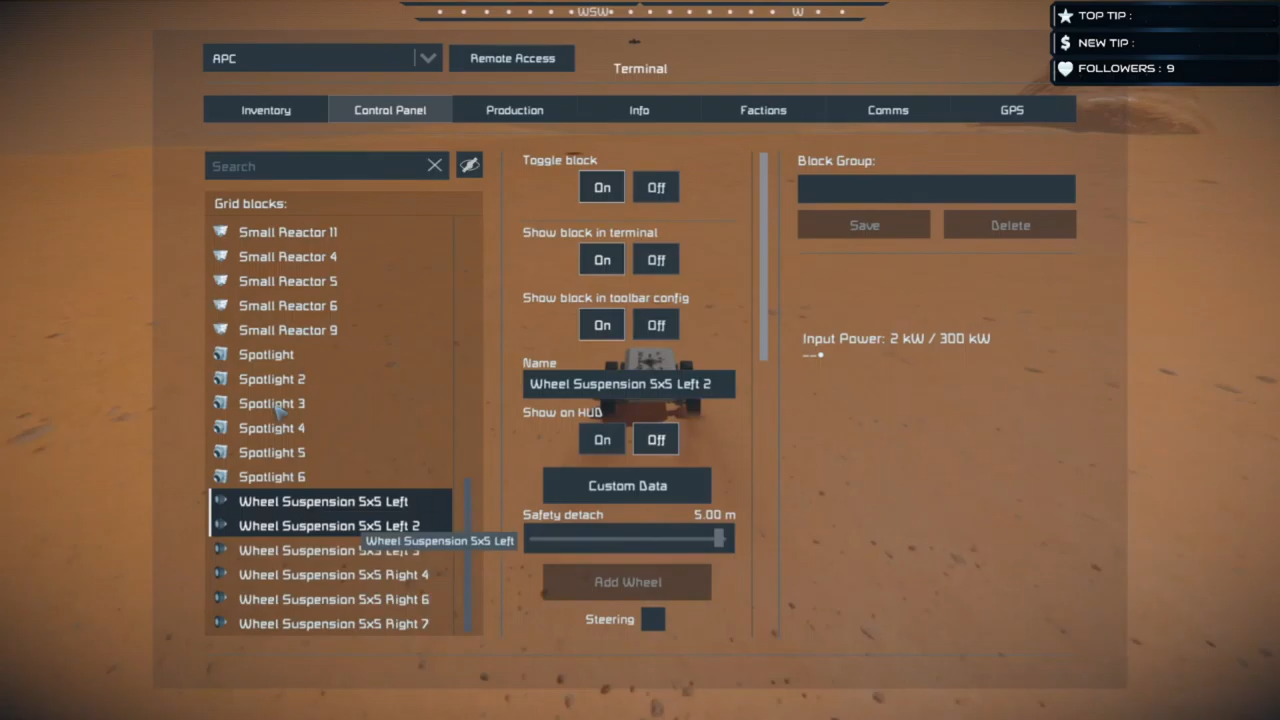 WSW
W
TOP TIP :
NEW TIP :
FOLLOWERS : 9
APC
Remote Access
Terminal
Inventory
Control Panel
Production
Info
Factions
Comms
GPS
Search
Grid blocks:
Small Reactor 11
Small Reactor 4
Small Reactor 5
Small Reactor 6
Small Reactor 9
Spotlight
Spotlight 2
Spotlight 3
Spotlight 4
Spotlight 5
Spotlight 6
Wheel Suspension 5x5 Left
Wheel Suspension 5x5 Left 2
Wheel Suspension 5x5 Left
Wheel Suspension 5x5 Left 3
Wheel Suspension 5x5 Right 4
Wheel Suspension 5x5 Right 6
Wheel Suspension 5x5 Right 7
Toggle block
On
Off
Show block in terminal
On
Off
Show block in toolbar config
On
Off
Name
Wheel Suspension 5x5 Left 2
Show on HUD
On
Off
Custom Data
Safety detach
5.00 m
Add Wheel
Steering
Block Group:
Save
Delete
Input Power: 2 kW / 300 kW